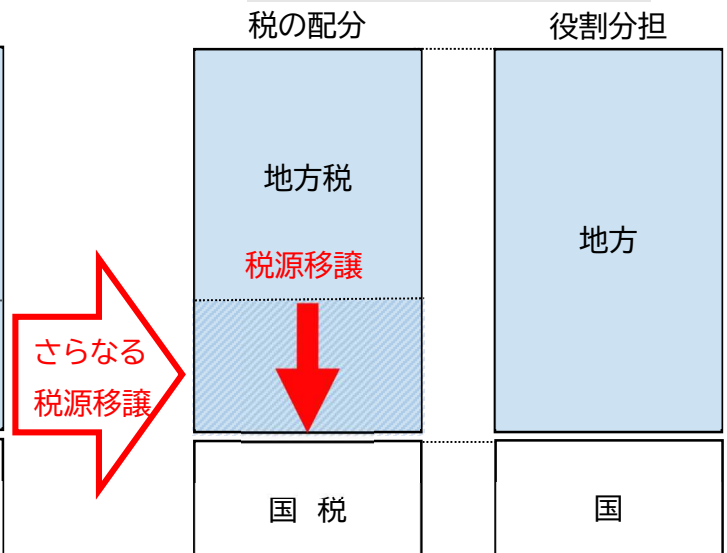 税の配分
役割分担
地方税
税源移譲
地方
さらなる
税源移譲
国 税
国